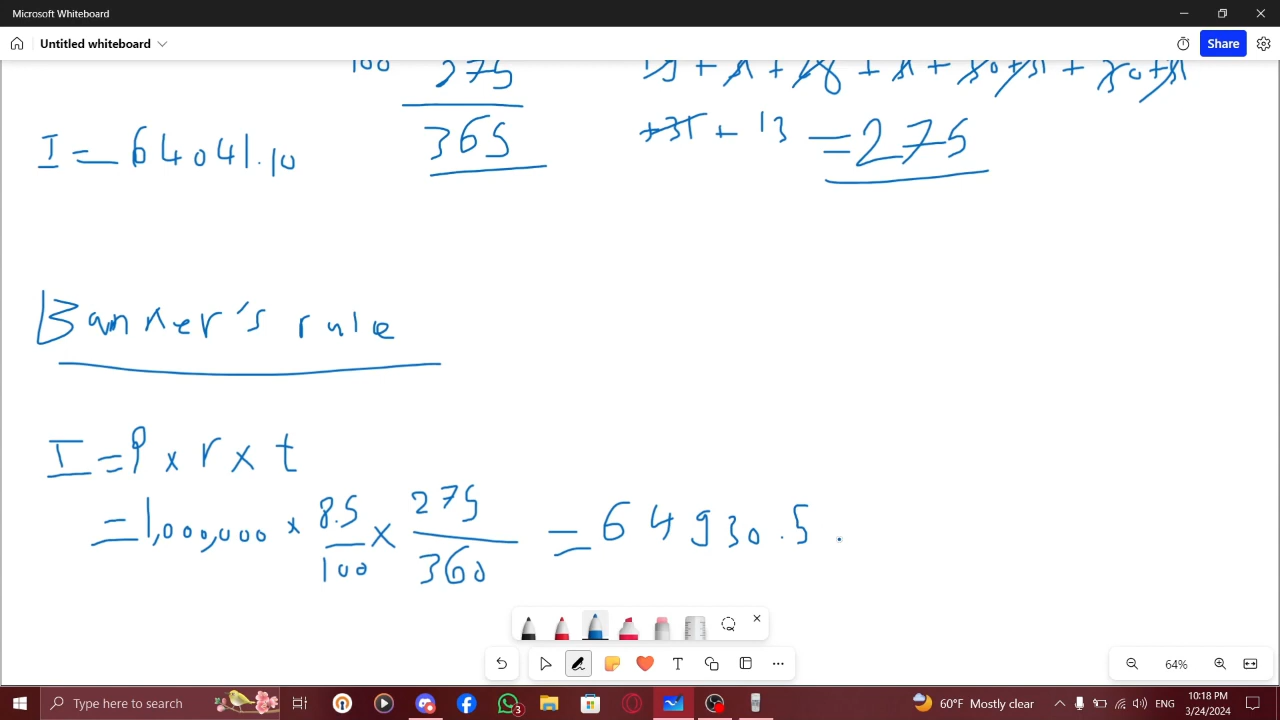 Microsoft Whiteboard
Untitled whiteboard
Share
100 275
365
I = 64041.10
+ 13 = 275
Banker's rule
I = P × r × t
= 1,000,000 × 8.5/100 × 275/360 = 64930.5
64%
Type here to search
3
60°F Mostly clear
ENG
10:18 PM
3/24/2024